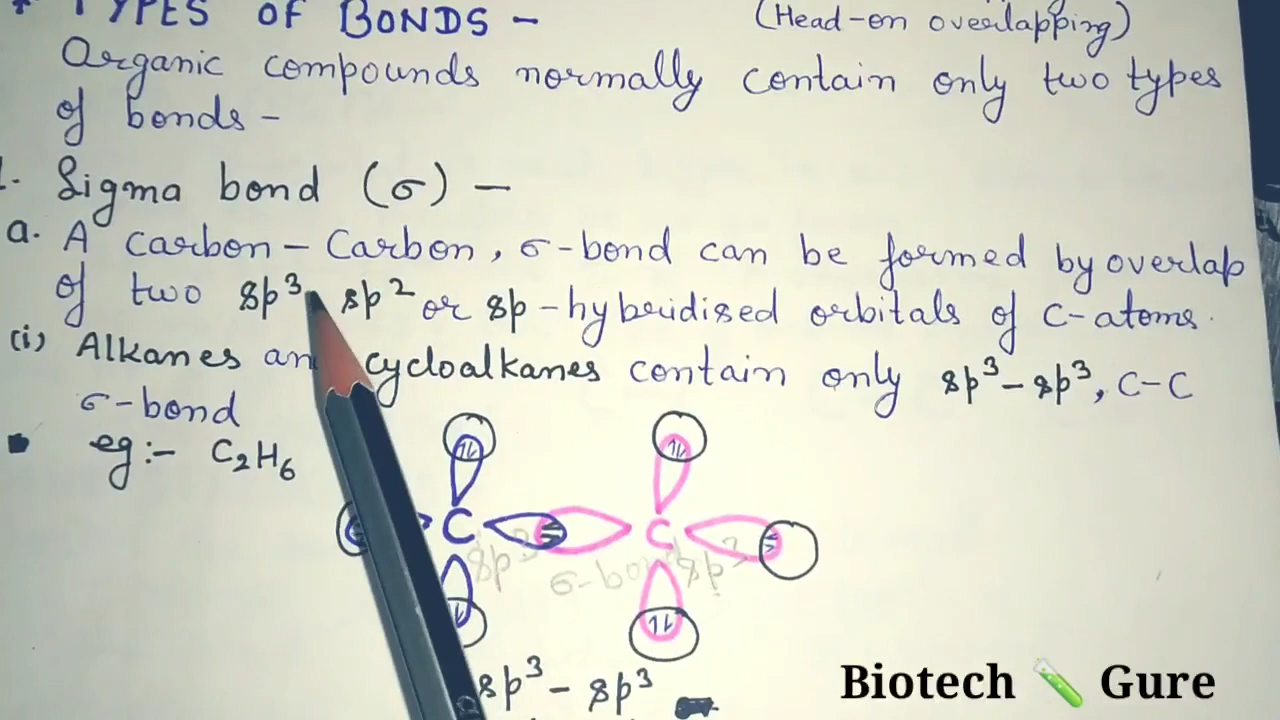 TYPES OF BONDS -
(Head-on overlapping)
Organic compounds normally contain only two types
of bonds -
Sigma bond (σ) -
a. A carbon - Carbon, σ-bond can be formed by overlap
of two sp³ sp² or sp -hybridised orbitals of C-atoms.
(i) Alkanes cycloalkanes contain only sp³ - sp³, C-C
σ-bond
eg:- C₂H₆
C C
sp³ σ-bond sp³
sp³ - sp³
Biotech Gure